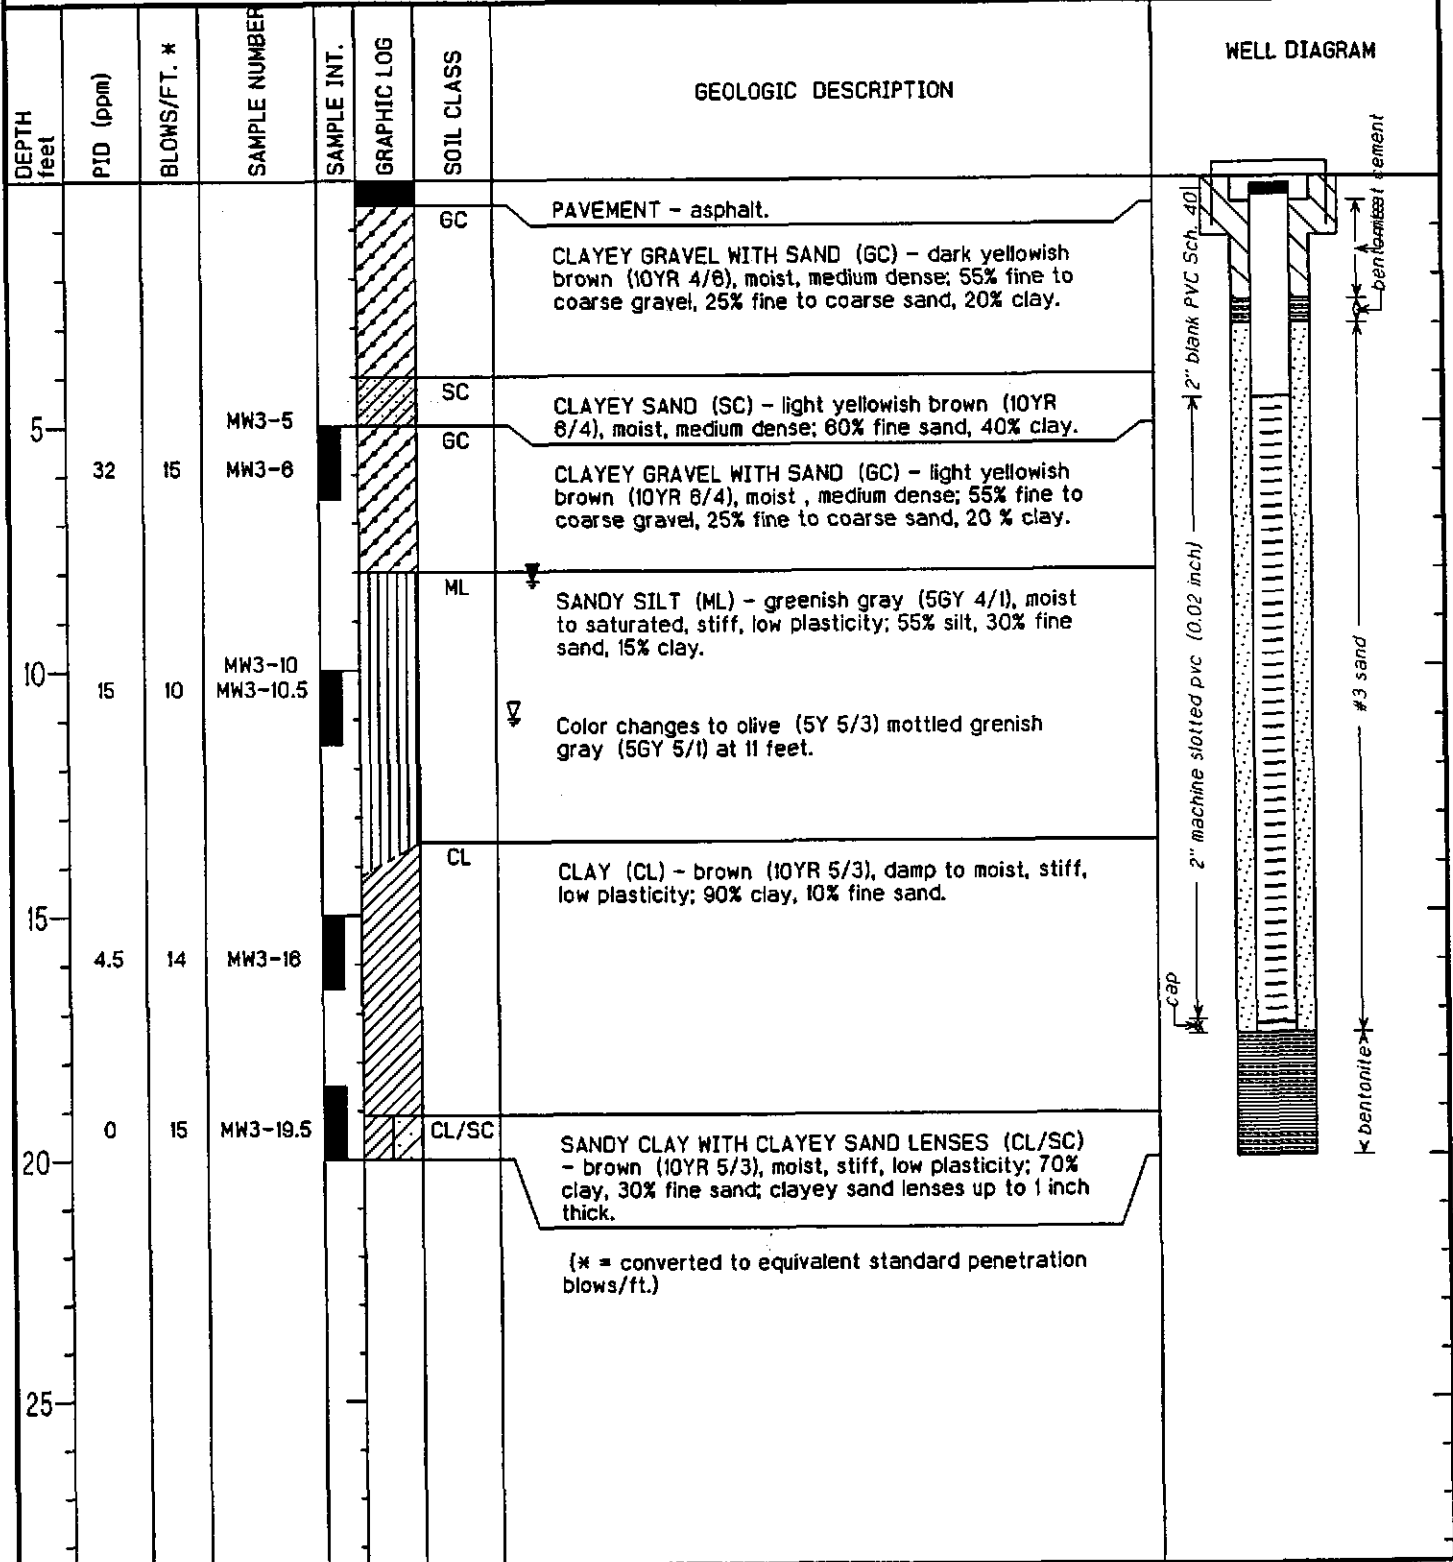 DEPTH feet
PID (ppm)
BLOWS/FT. *
SAMPLE NUMBER
SAMPLE INT.
GRAPHIC LOG
SOIL CLASS
GEOLOGIC DESCRIPTION
WELL DIAGRAM
PAVEMENT - asphalt.
GC
CLAYEY GRAVEL WITH SAND (GC) - dark yellowish
brown (10YR 4/6), moist, medium dense; 55% fine to
coarse gravel, 25% fine to coarse sand, 20% clay.
SC
CLAYEY SAND (SC) - light yellowish brown (10YR
6/4), moist, medium dense; 60% fine sand, 40% clay.
MW3-5
5
GC
32 15 MW3-6
CLAYEY GRAVEL WITH SAND (GC) - light yellowish
brown (10YR 6/4), moist , medium dense; 55% fine to
coarse gravel, 25% fine to coarse sand, 20 % clay.
ML
SANDY SILT (ML) - greenish gray (5GY 4/1), moist
to saturated, stiff, low plasticity; 55% silt, 30% fine
sand, 15% clay.
MW3-10
10
15 10 MW3-10.5
Color changes to olive (5Y 5/3) mottled grenish
gray (5GY 5/1) at 11 feet.
CL
CLAY (CL) - brown (10YR 5/3), damp to moist, stiff,
low plasticity; 90% clay, 10% fine sand.
15
4.5 14 MW3-16
0 15 MW3-19.5
CL/SC
20
SANDY CLAY WITH CLAYEY SAND LENSES (CL/SC)
- brown (10YR 5/3), moist, stiff, low plasticity; 70%
clay, 30% fine sand; clayey sand lenses up to 1 inch
thick.
(* = converted to equivalent standard penetration
blows/ft.)
25
2" blank PVC Sch. 40
2" machine slotted pvc (0.02 inch)
cap
cement
#3 sand
bentonite